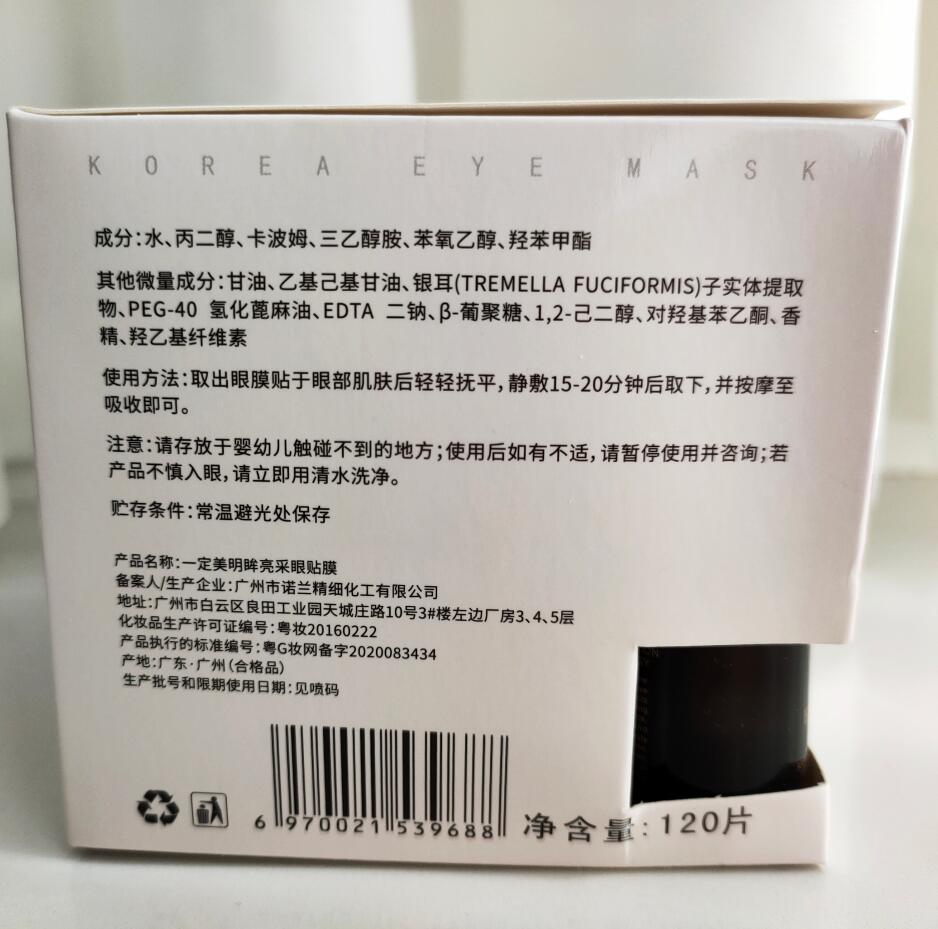 KOREA EYE MASK
成分:水、丙二醇、卡波姆、三乙醇胺、苯氧乙醇、羟苯甲酯
其他微量成分:甘油、乙基己基甘油、银耳(TREMELLA FUCIFORMIS)子实体提取
物、PEG-40 氢化蓖麻油、EDTA 二钠、β-葡聚糖、1,2-己二醇、对羟基苯乙酮、香
精、羟乙基纤维素
使用方法:取出眼膜贴于眼部肌肤后轻轻抚平,静敷15-20分钟后取下,并按摩至
吸收即可。
注意:请存放于婴幼儿触碰不到的地方;使用后如有不适,请暂停使用并咨询;若
产品不慎入眼,请立即用清水洗净。
贮存条件:常温避光处保存
产品名称:一定美明眸亮采眼贴膜
备案人/生产企业:广州市诺兰精细化工有限公司
地址:广州市白云区良田工业园天城庄路10号3#楼左边厂房3、4、5层
化妆品生产许可证编号:粤妆20160222
产品执行的标准编号:粤G妆网备字2020083434
产地:广东·广州(合格品)
生产批号和限期使用日期:见喷码
6 970021 539688
净含量:120片